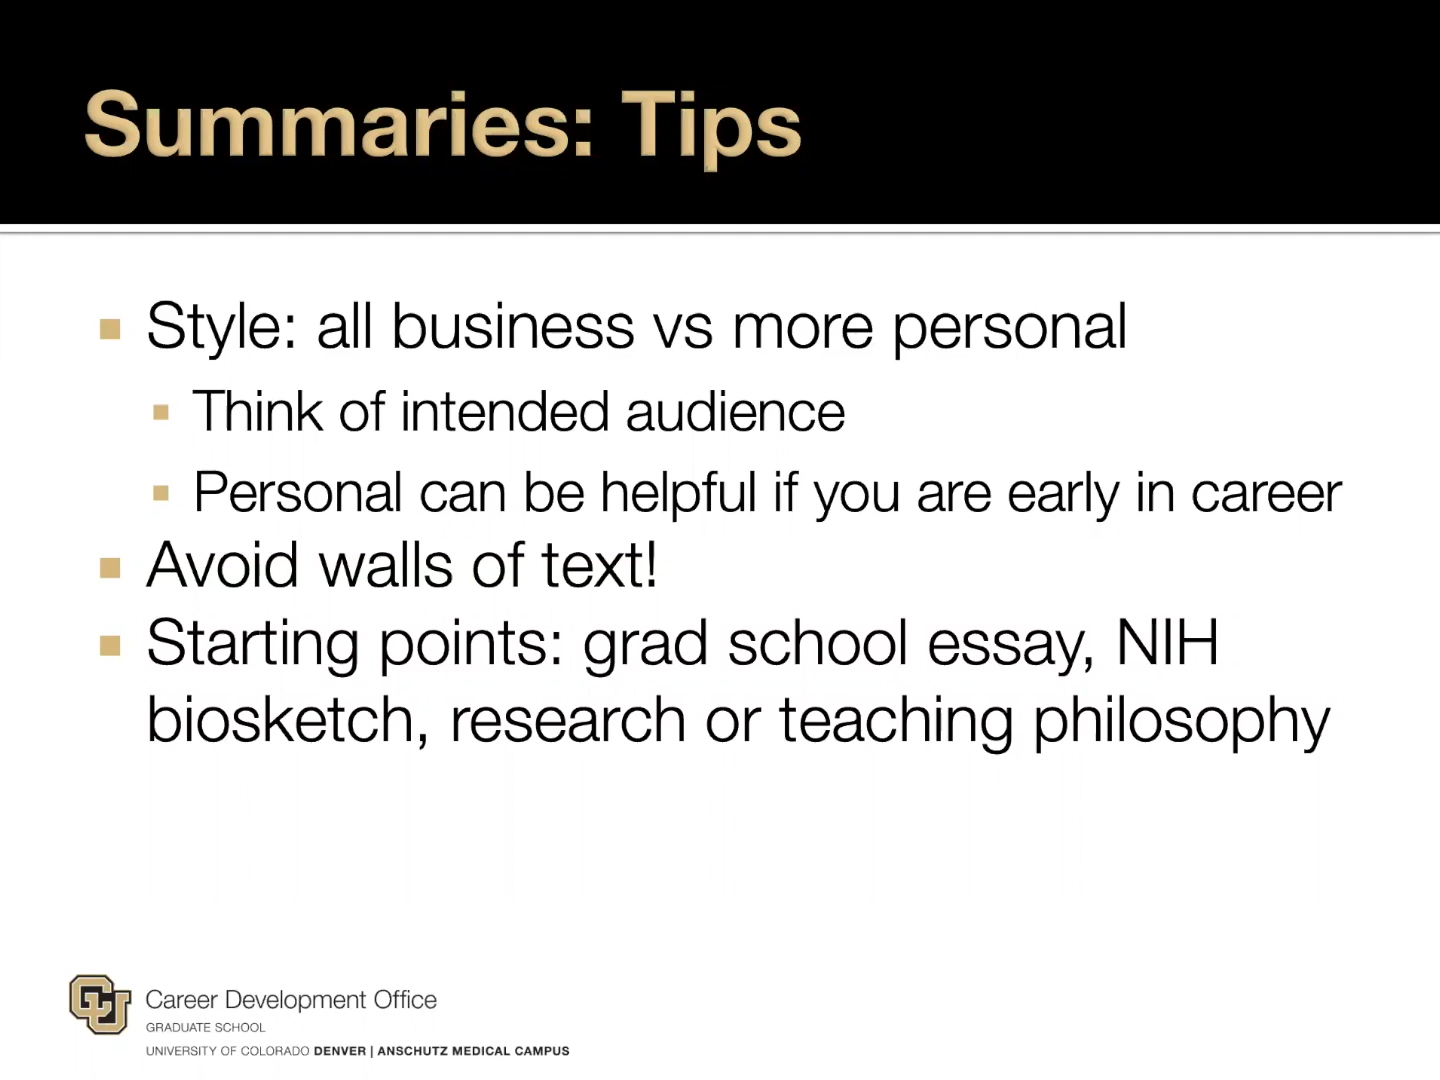 Summaries: Tips
Style: all business vs more personal
Think of intended audience
Personal can be helpful if you are early in career
Avoid walls of text!
Starting points: grad school essay, NIH
biosketch, research or teaching philosophy
CU
Career Development Office
GRADUATE SCHOOL
UNIVERSITY OF COLORADO DENVER | ANSCHUTZ MEDICAL CAMPUS